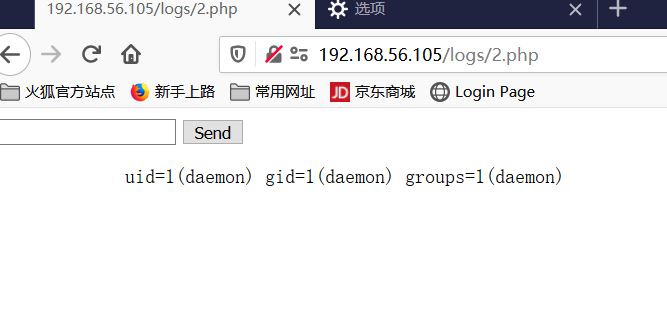 192.168.56.105/logs/2.php
选项
192.168.56.105/logs/2.php
火狐官方站点 新手上路 常用网址 JD 京东商城 Login Page
Send
uid=1(daemon) gid=1(daemon) groups=1(daemon)